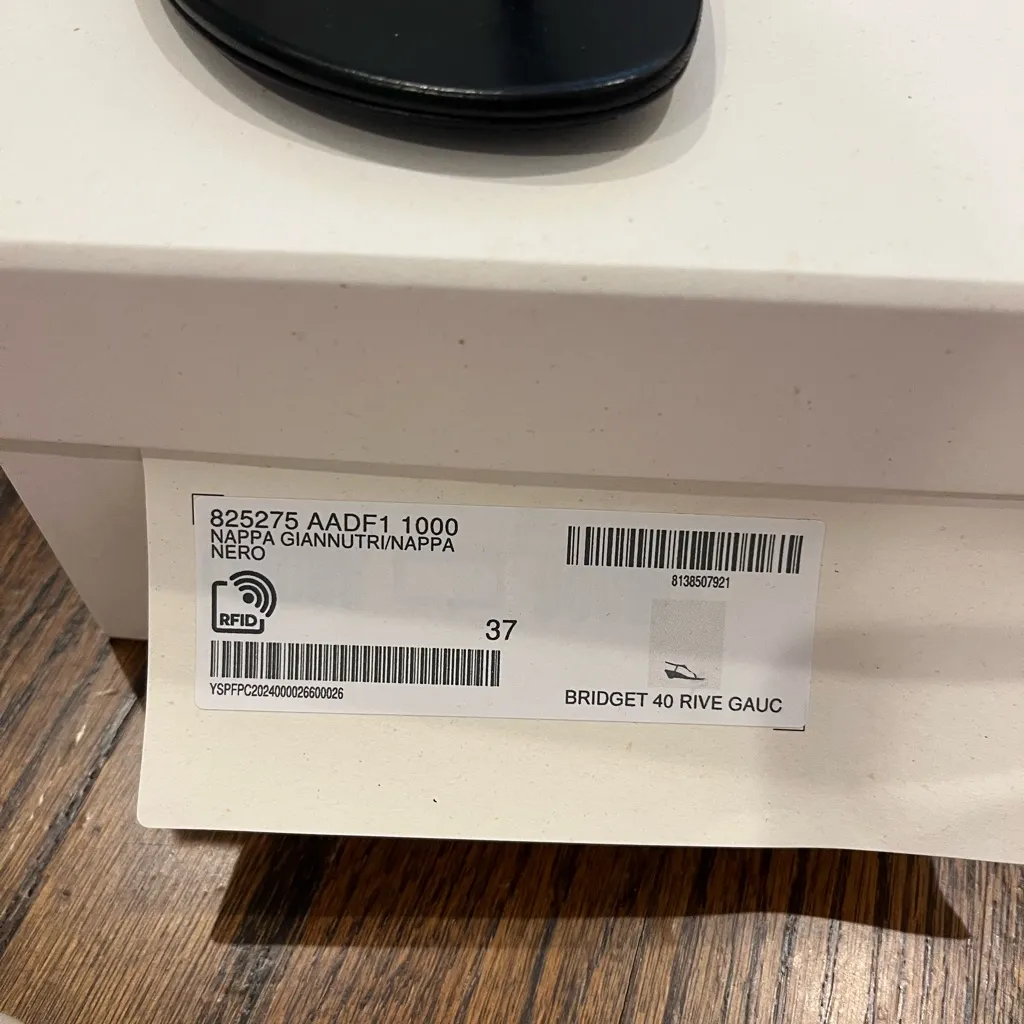 825275 AADF1 1000
NAPPA GIANNUTRI/NAPPA
NERO
RFID
37
YSPFPC2024000026600026
8138507921
BRIDGET 40 RIVE GAUC